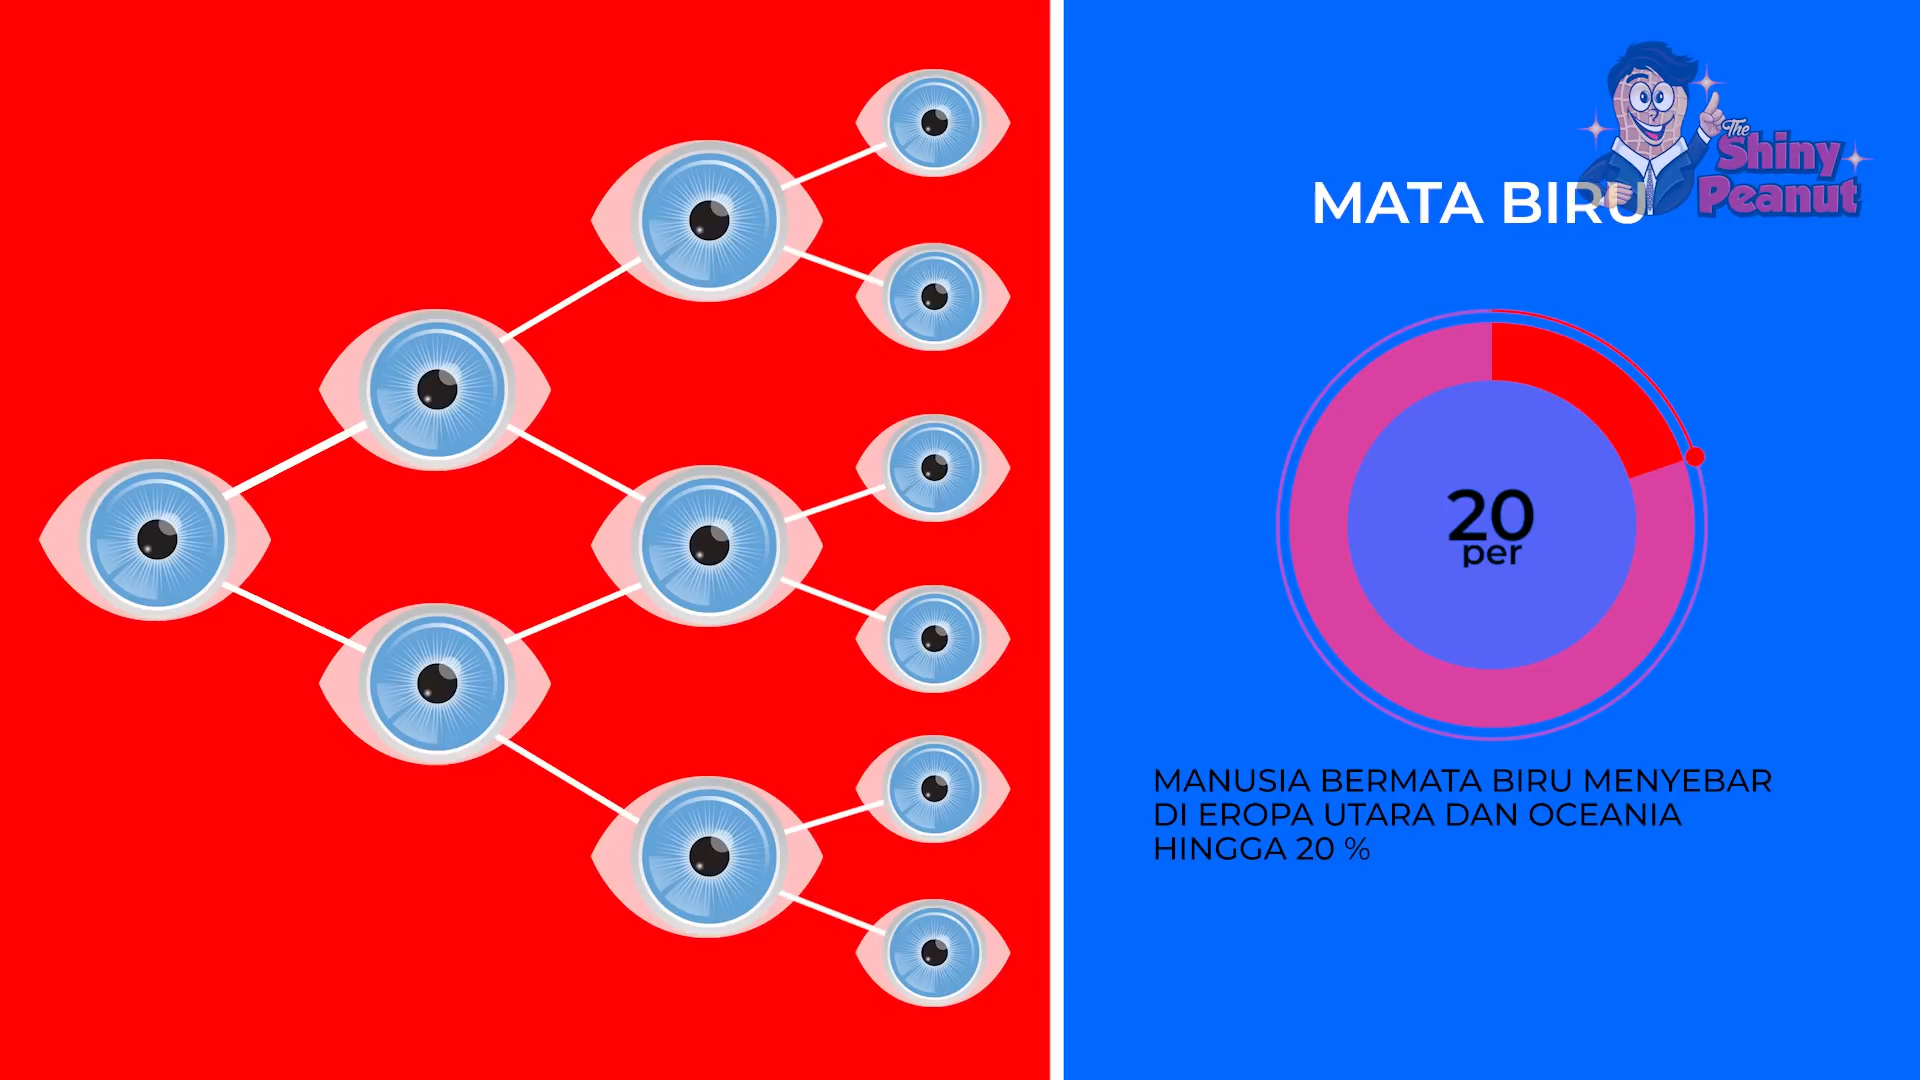 The
Shiny
Peanut
MATA BIRU
20
per
MANUSIA BERMATA BIRU MENYEBAR
DI EROPA UTARA DAN OCEANIA
HINGGA 20 %